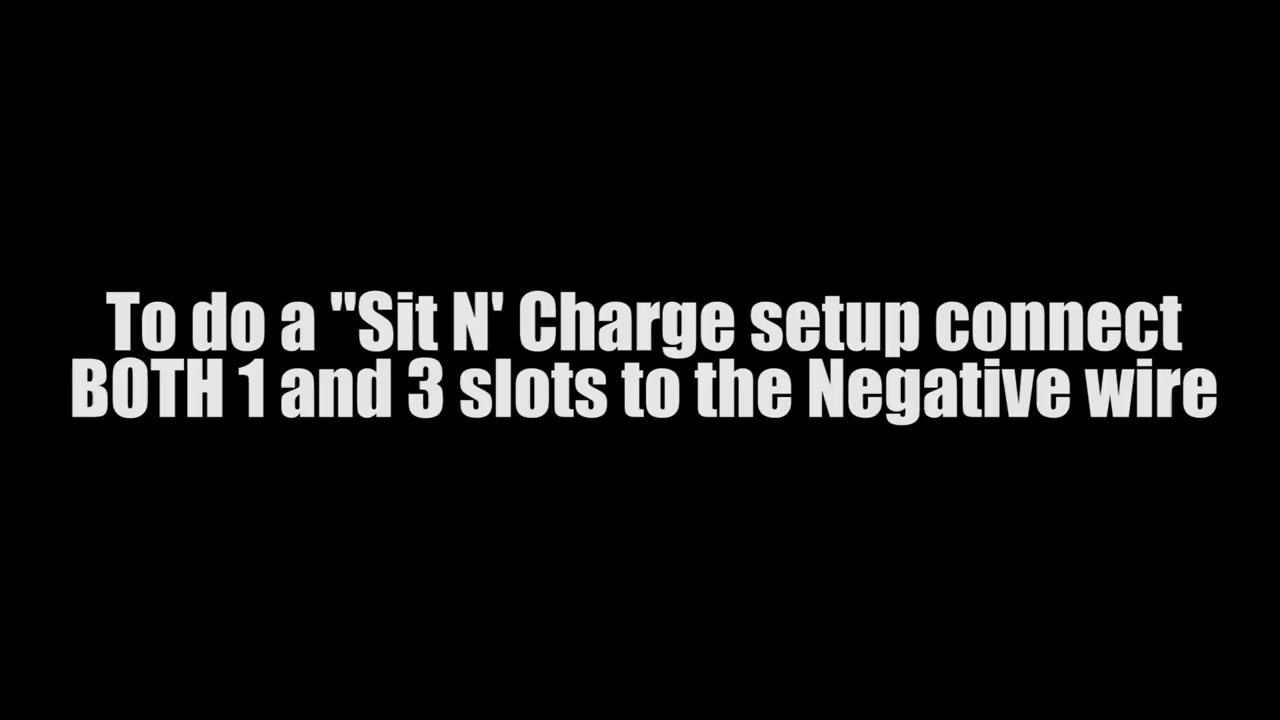 To do a "Sit N' Charge setup connect
BOTH 1 and 3 slots to the Negative wire